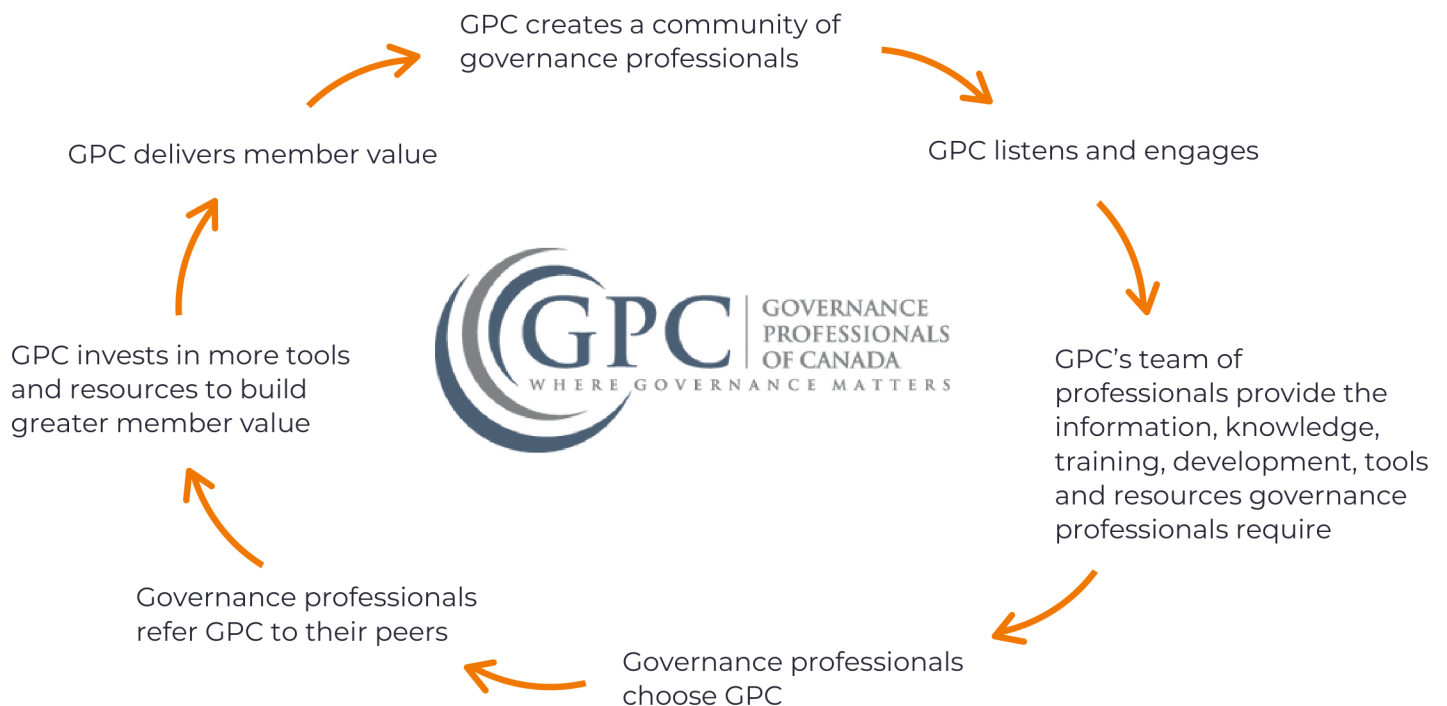 GPC creates a community of
governance professionals
GPC delivers member value
GPC listens and engages
GPC
GOVERNANCE
PROFESSIONALS
OF CANADA
WHERE GOVERNANCE MATTERS
GPC invests in more tools
and resources to build
greater member value
GPC’s team of
professionals provide the
information, knowledge,
training, development, tools
and resources governance
professionals require
Governance professionals
refer GPC to their peers
Governance professionals
choose GPC